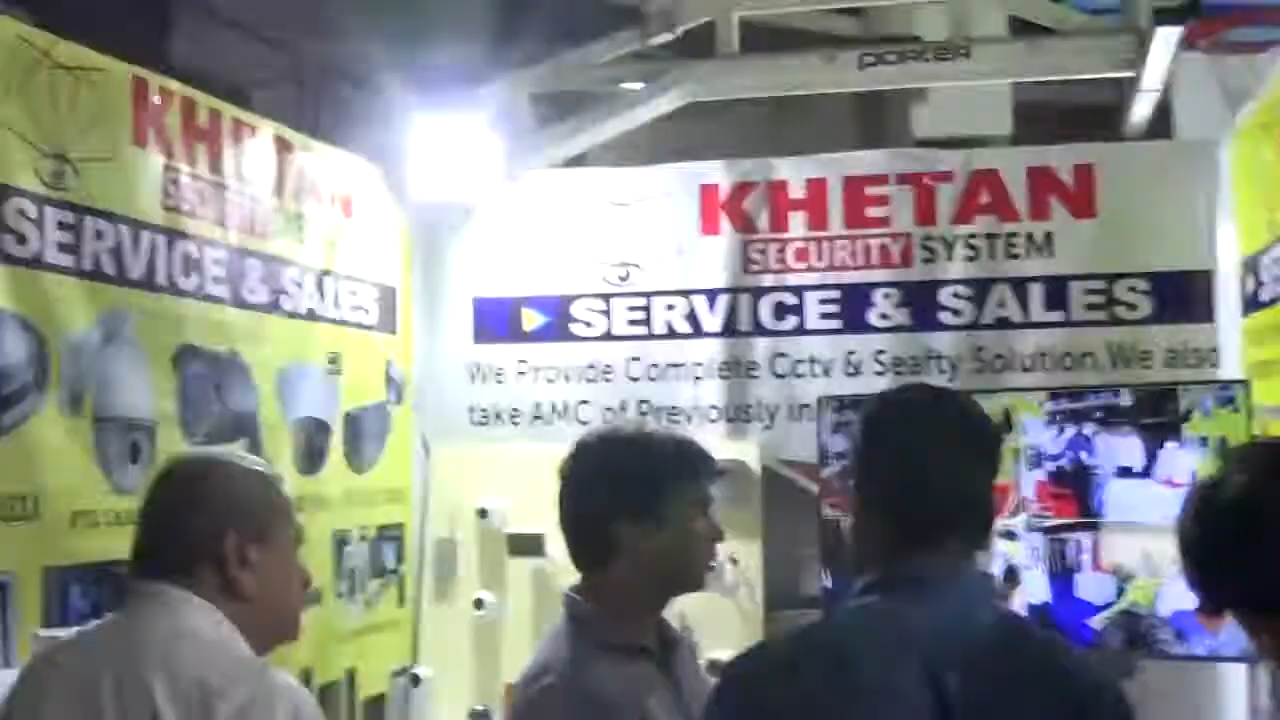 KHETAN
SECURITY
SERVICE & SALES
porter
KHETAN
SECURITY SYSTEM
SERVICE & SALES
We Provide Complete Cctv & Seafty Solution,We also
take AMC of Previously in